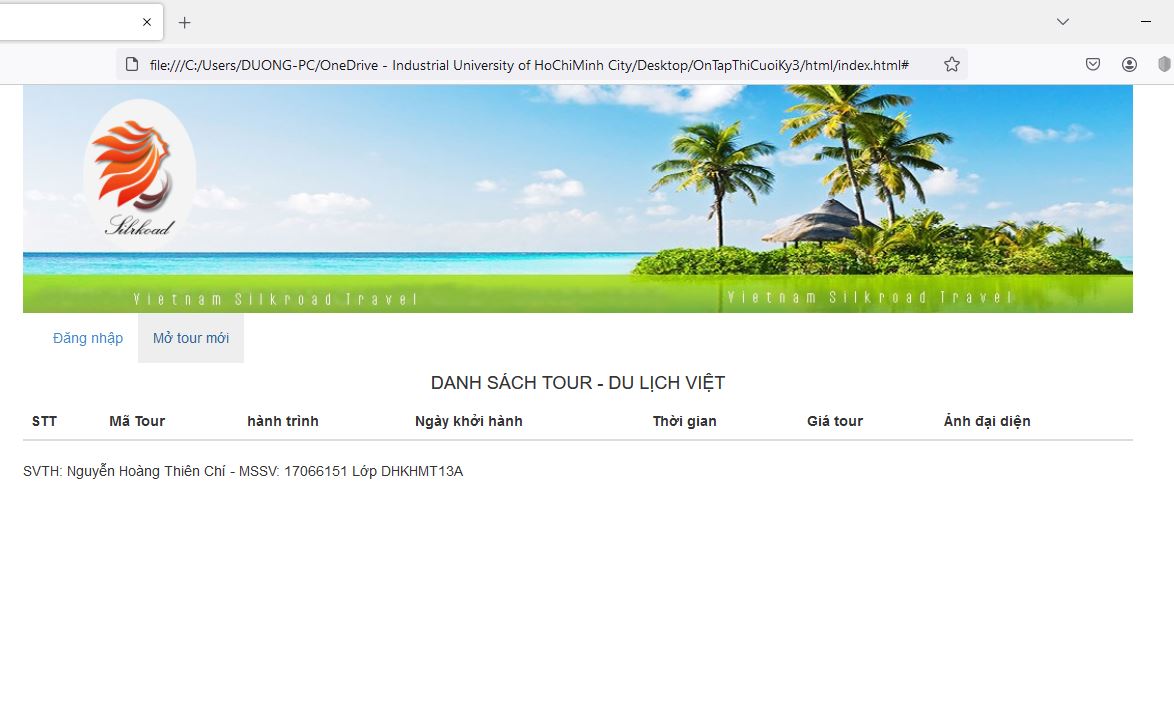 file:///C:/Users/DUONG-PC/OneDrive - Industrial University of HoChiMinh City/Desktop/OnTapThiCuoiKy3/html/index.html#
Silrkoad
Vietnam Silkroad Travel Vietnam Silkroad Travel
Đăng nhập Mở tour mới
DANH SÁCH TOUR - DU LỊCH VIỆT
STT Mã Tour hành trình Ngày khởi hành Thời gian Giá tour Ảnh đại diện
SVTH: Nguyễn Hoàng Thiên Chí - MSSV: 17066151 Lớp DHKHMT13A